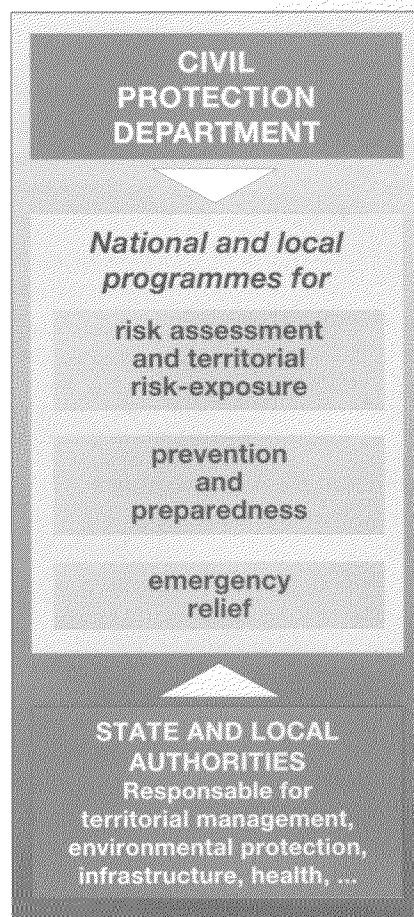 CIVIL
PROTECTION
DEPARTMENT
National and local
programmes for
risk assessment
and territorial
risk-exposure
prevention
and
preparedness
emergency
relief
STATE AND LOCAL
AUTHORITIES
Responsable for
territorial management,
environmental protection,
infrastructure, health, ...